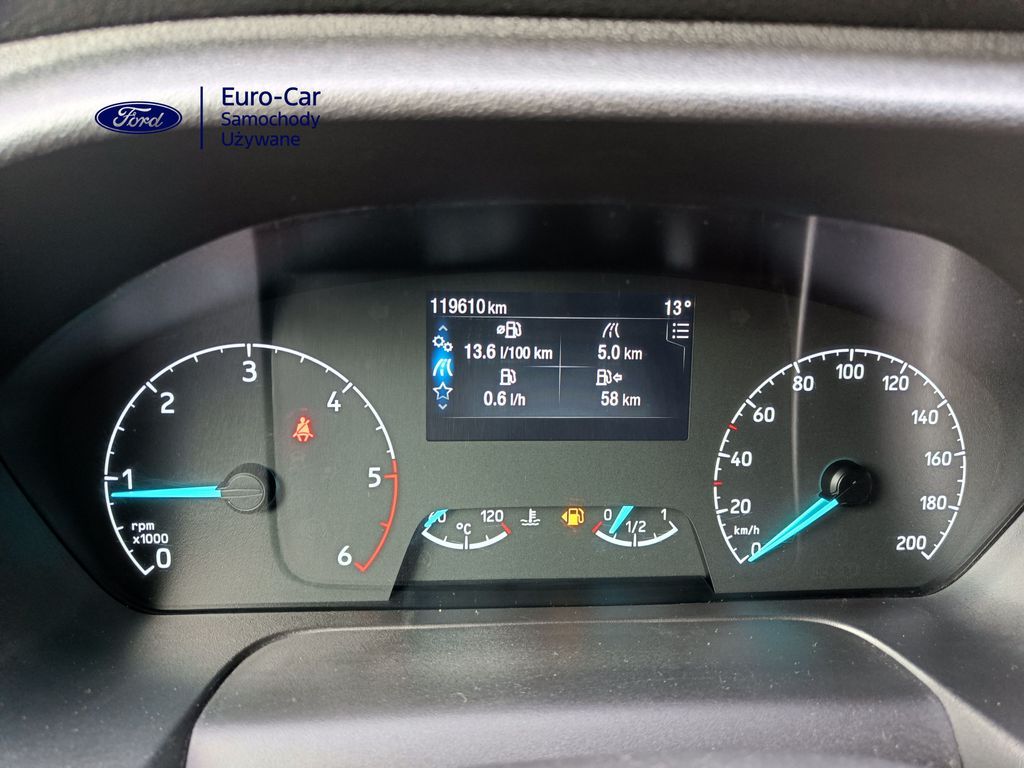 Ford
Euro-Car
Samochody
Używane
119610 km 13°
13.6 l/100 km 5.0 km
0.6 l/h 58 km
0 1 2 3 4 5 6
rpm
x1000
°C 120
0 1/2 1
0 20 40 60 80 100 120 140 160 180 200
km/h